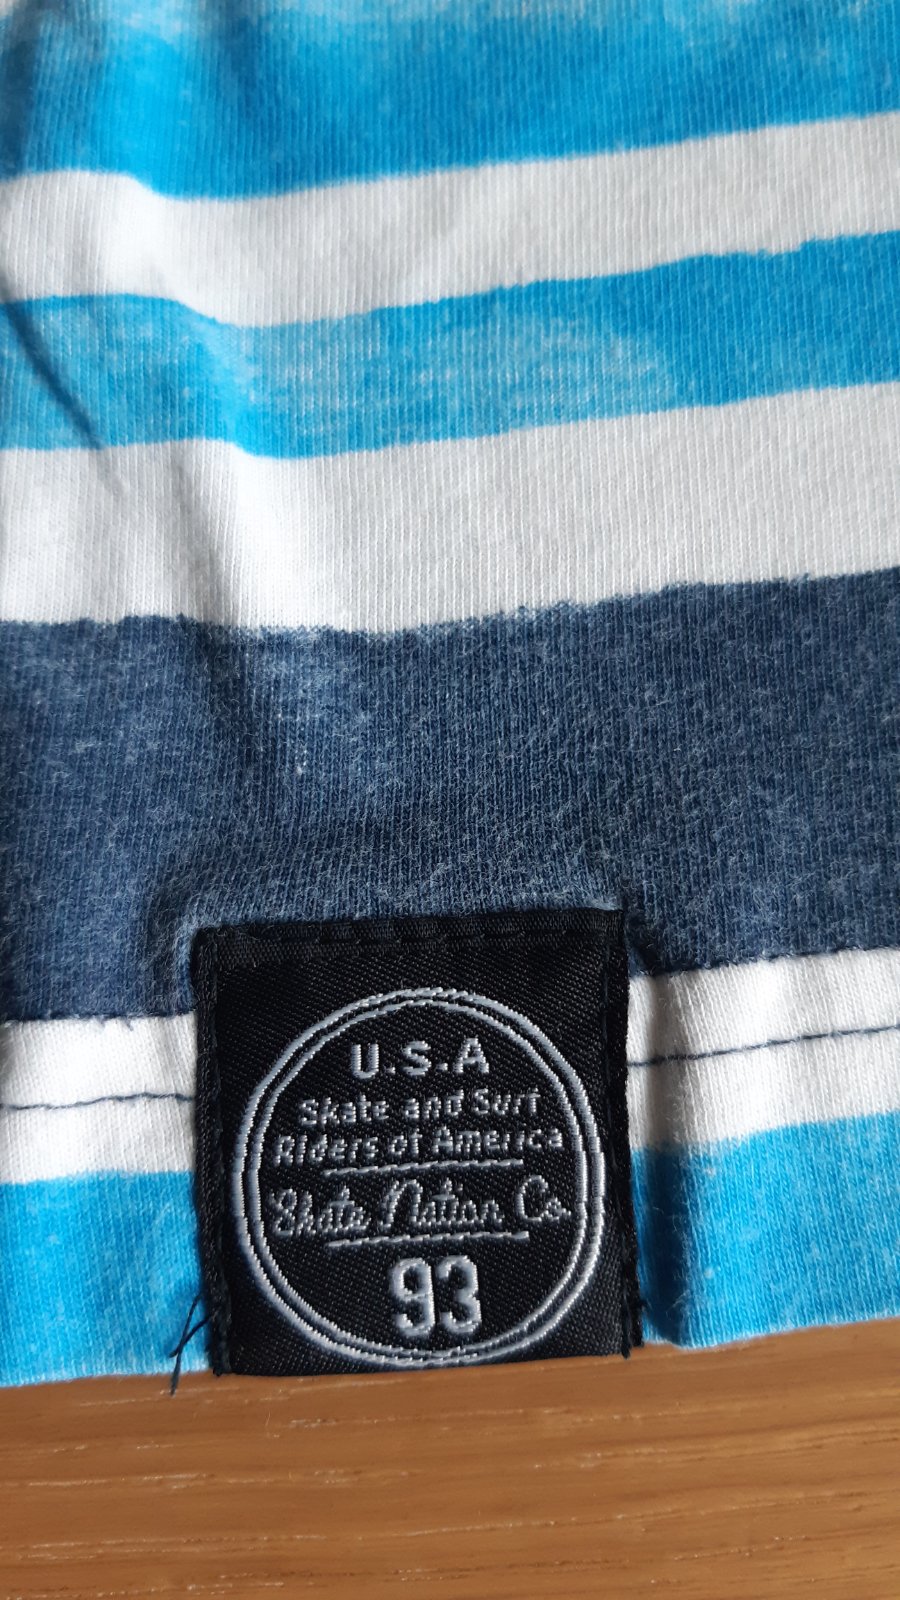 U.S.A
Skate and Surf
Riders of America
Skate Nation Co.
93